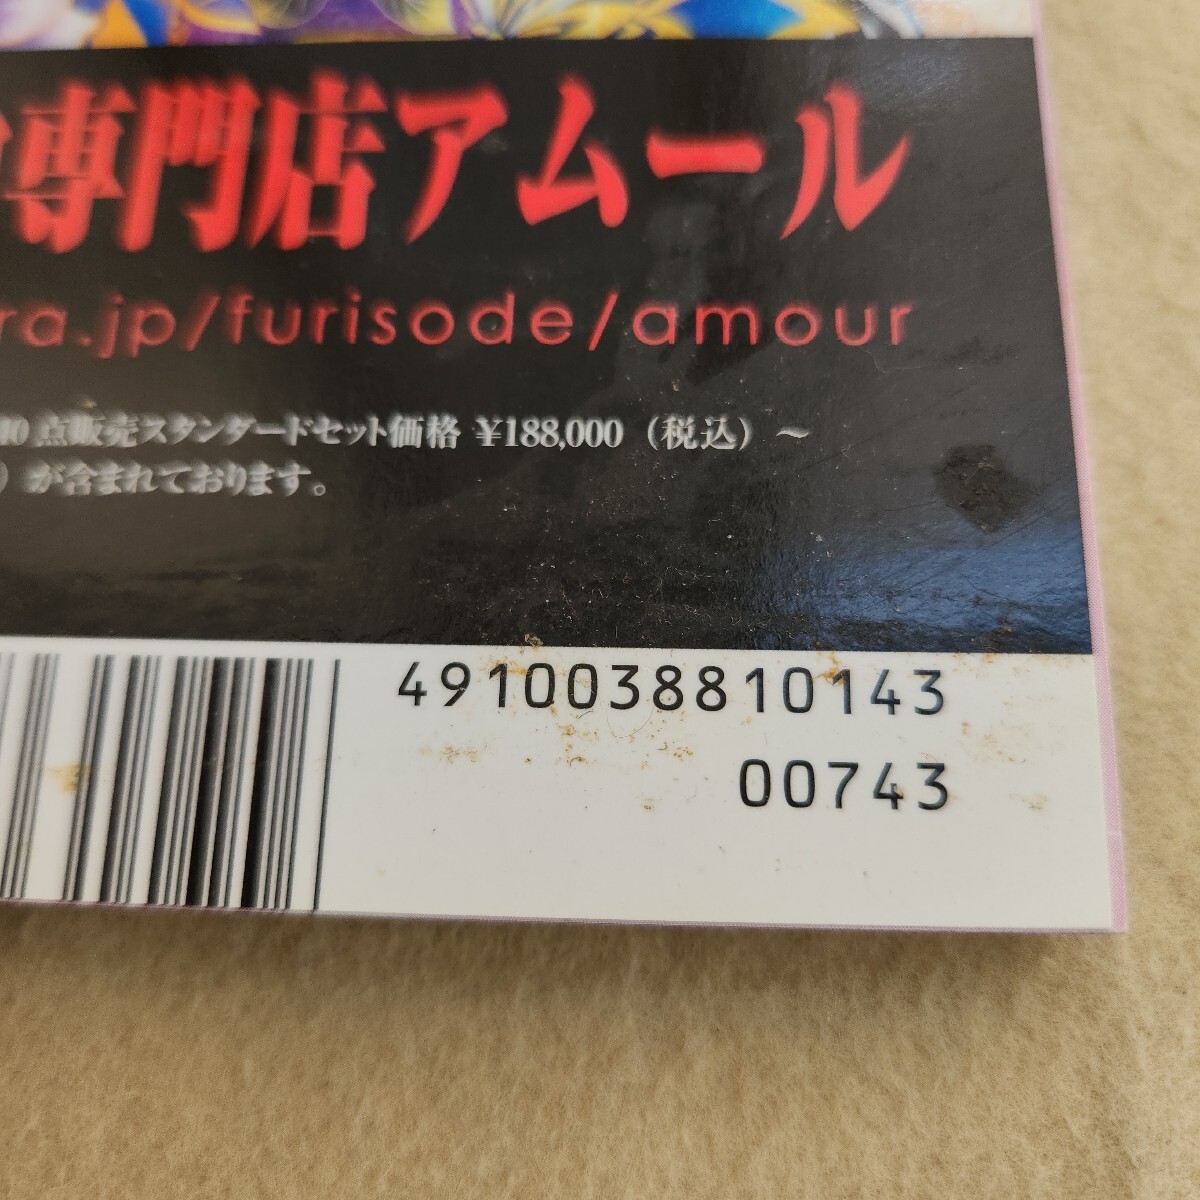 専門店アムール
ra.jp/furisode/amour
点販売スタンダードセット価格 ¥188,000（税込）～
）が含まれております。
4910038810143
00743